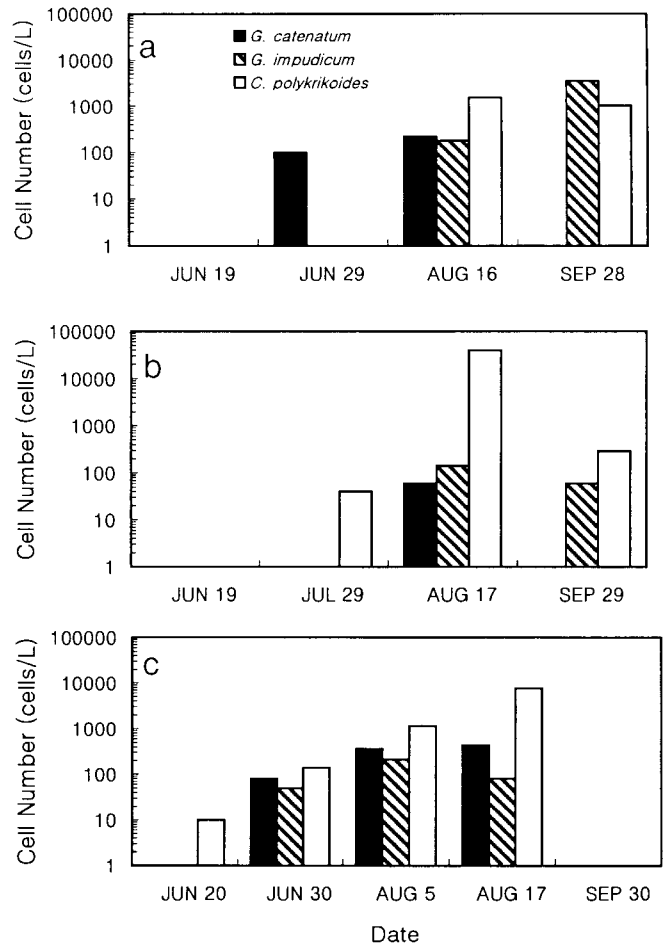 a
G. catenatum
G. impudicum
C. polykrikoides
Cell Number (cells/L)
100000
10000
1000
100
10
1
JUN 19 JUN 29 AUG 16 SEP 28
b
Cell Number (cells/L)
100000
10000
1000
100
10
1
JUN 19 JUL 29 AUG 17 SEP 29
c
Cell Number (cells/L)
100000
10000
1000
100
10
1
JUN 20 JUN 30 AUG 5 AUG 17 SEP 30
Date